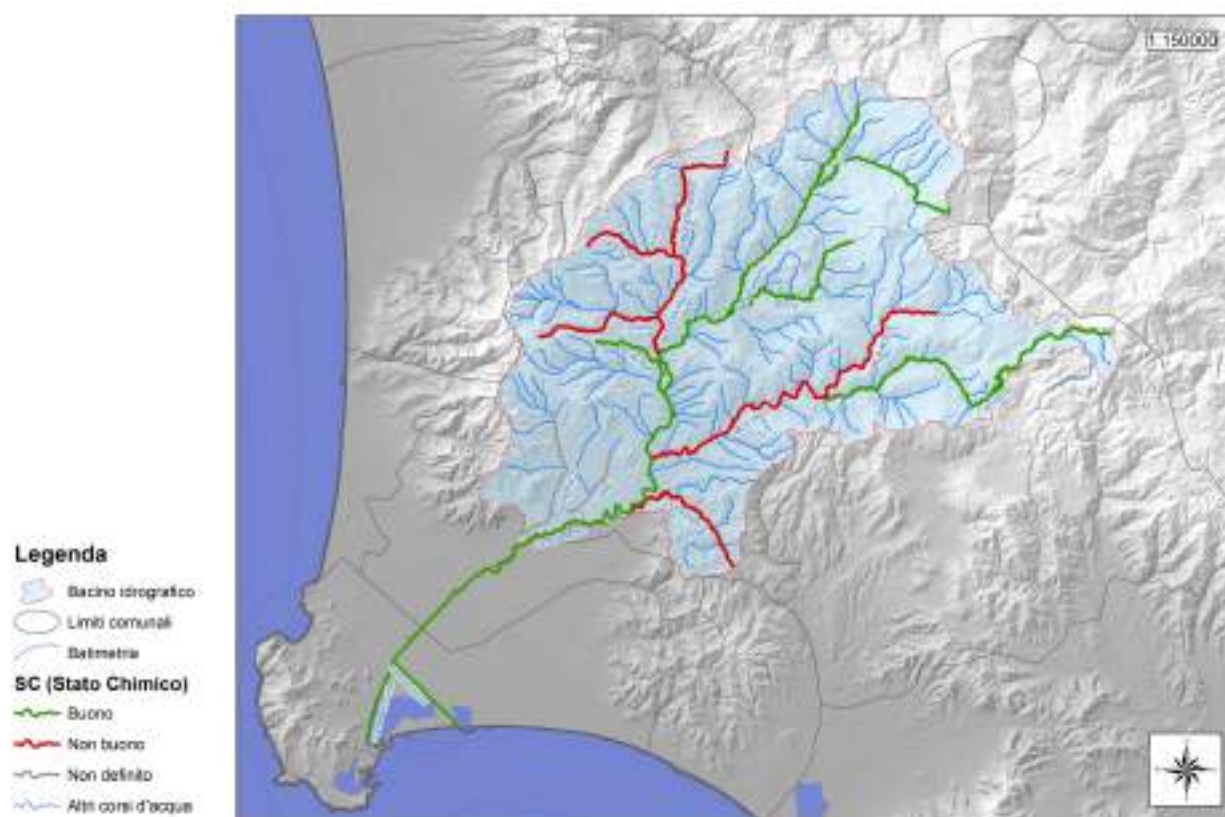 1:150000
Legenda
Bacino idrografico
Limiti comunali
Batimetria
SC (Stato Chimico)
Buono
Non buono
Non definito
Altri corsi d'acqua